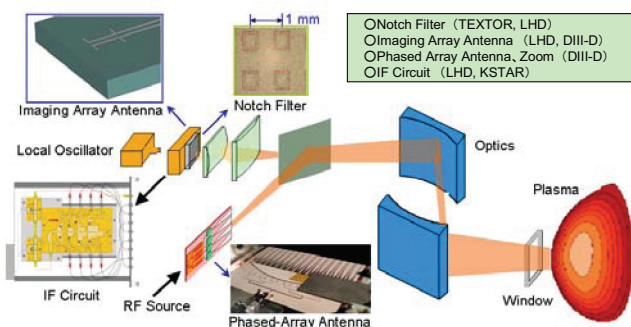 1 mm
○Notch Filter（TEXTOR, LHD）
○Imaging Array Antenna（LHD, DIII-D）
○Phased Array Antenna、Zoom（DIII-D）
○IF Circuit（LHD, KSTAR）
Imaging Array Antenna
Notch Filter
Local Oscillator
Optics
Plasma
IF Circuit
RF Source
Phased-Array Antenna
Window